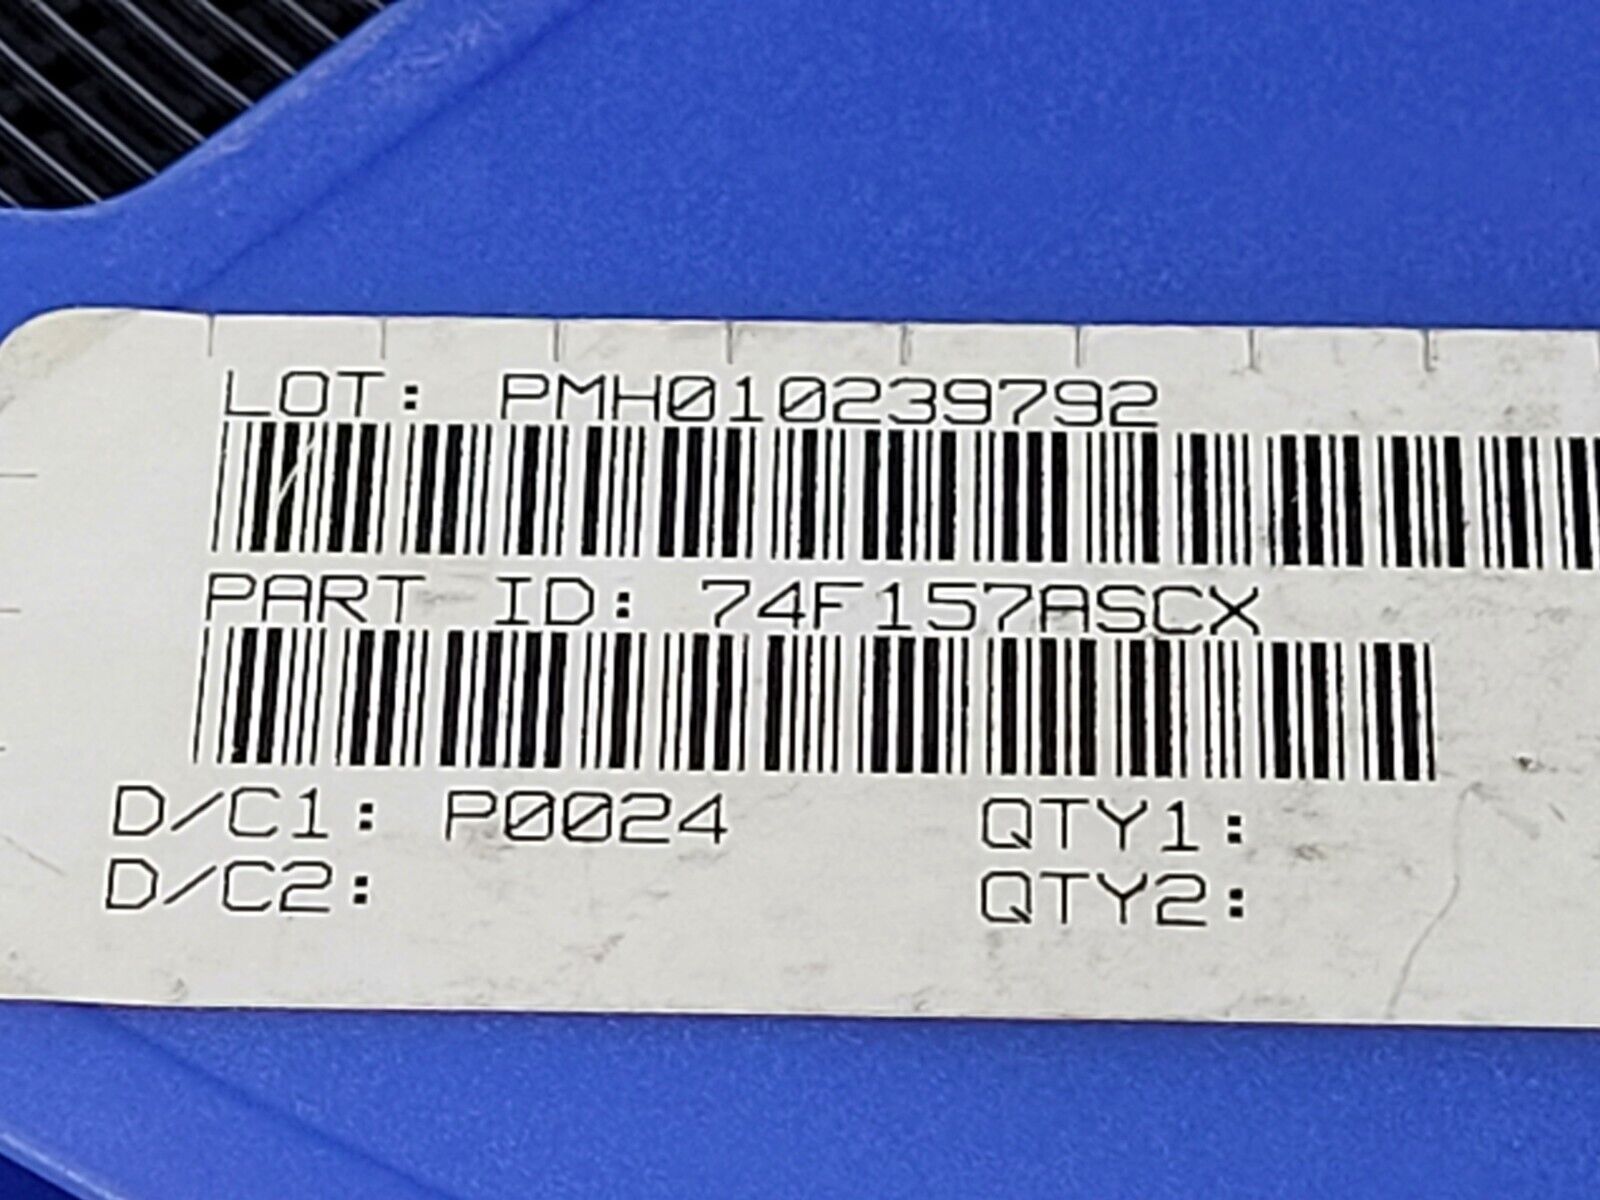 LOT: PMH010239792
PART ID: 74F157ASCX
D/C1: P0024 QTY1:
D/C2: QTY2: